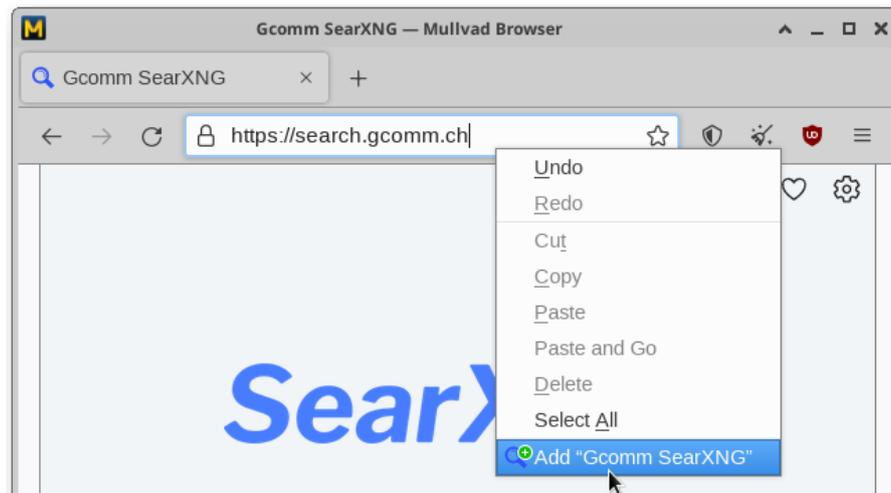 Gcomm SearXNG — Mullvad Browser
Gcomm SearXNG
https://search.gcomm.ch
Undo
Redo
Cut
Copy
Paste
Paste and Go
Delete
Select All
SearX
Add “Gcomm SearXNG”